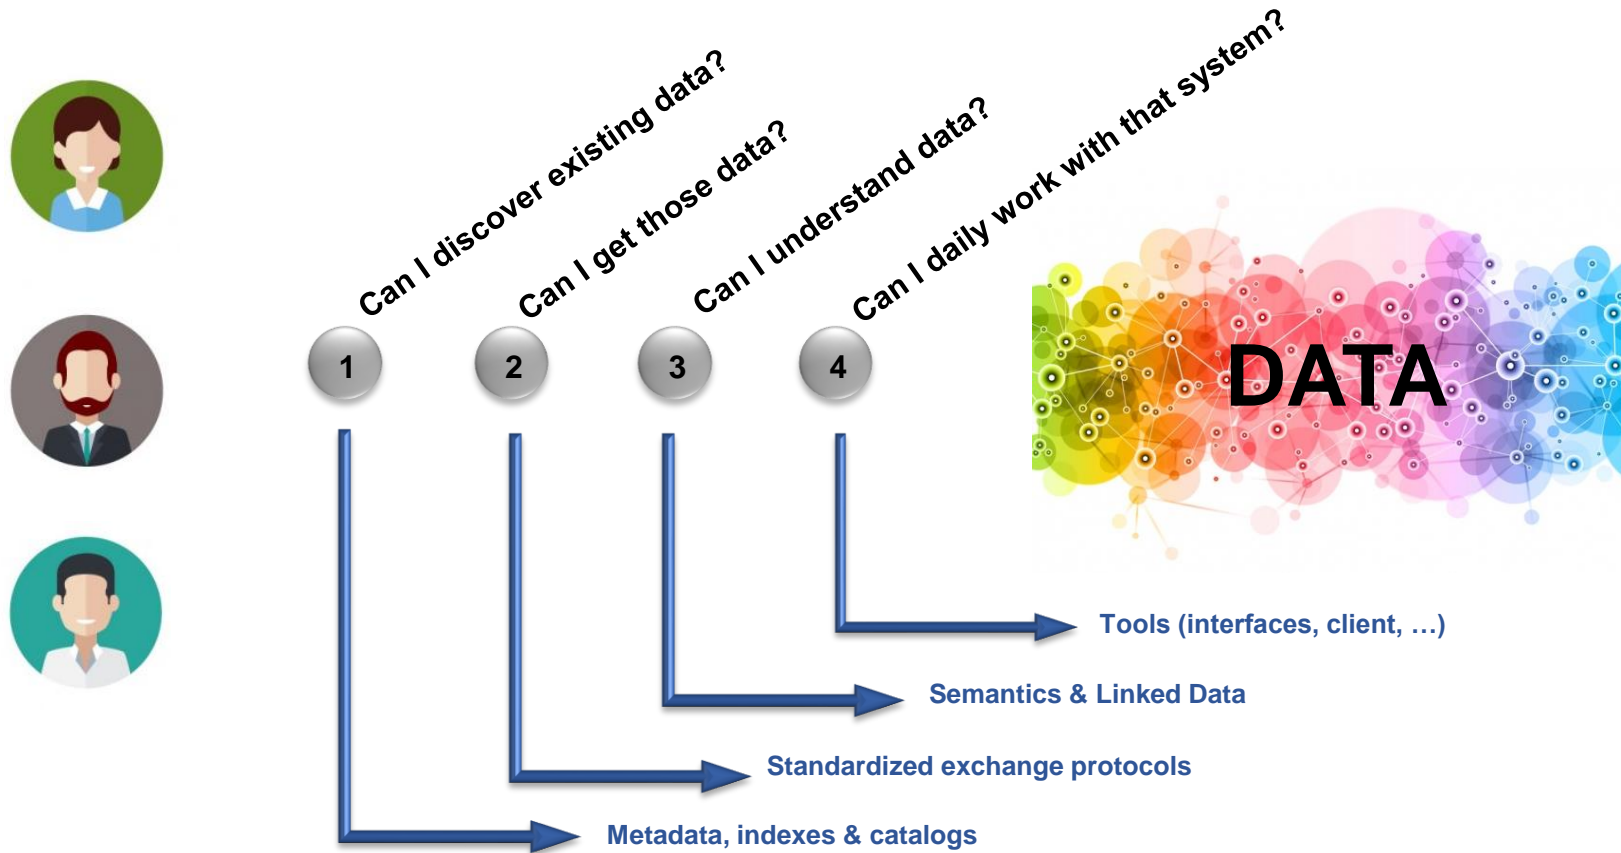 Can I discover existing data?
Can I get those data?
Can I understand data?
Can I daily work with that system?
1
2
3
4
DATA
Tools (interfaces, client, …)
Semantics & Linked Data
Standardized exchange protocols
Metadata, indexes & catalogs